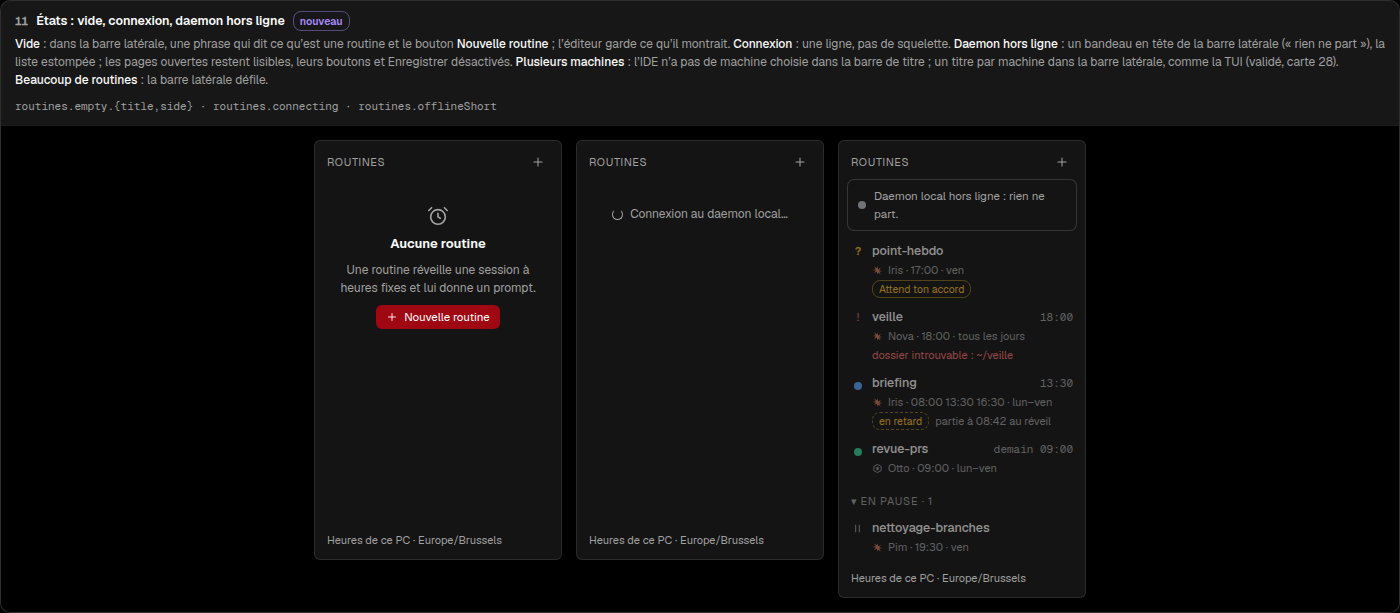 11 États : vide, connexion, daemon hors ligne nouveau
Vide : dans la barre latérale, une phrase qui dit ce qu'est une routine et le bouton Nouvelle routine ; l'éditeur garde ce qu'il montrait. Connexion : une ligne, pas de squelette. Daemon hors ligne : un bandeau en tête de la barre latérale (« rien ne part »), la
liste estompée ; les pages ouvertes restent lisibles, leurs boutons et Enregistrer désactivés. Plusieurs machines : l'IDE n'a pas de machine choisie dans la barre de titre ; un titre par machine dans la barre latérale, comme la TUI (validé, carte 28).
Beaucoup de routines : la barre latérale défile.
routines.empty.{title,side} · routines.connecting · routines.offlineShort
ROUTINES +
Aucune routine
Une routine réveille une session à
heures fixes et lui donne un prompt.
+ Nouvelle routine
Heures de ce PC · Europe/Brussels
ROUTINES +
Connexion au daemon local…
Heures de ce PC · Europe/Brussels
ROUTINES +
Daemon local hors ligne : rien ne
part.
? point-hebdo
Iris · 17:00 · ven
Attend ton accord
! veille 18:00
Nova · 18:00 · tous les jours
dossier introuvable : ~/veille
briefing 13:30
Iris · 08:00 13:30 16:30 · lun–ven
en retard partie à 08:42 au réveil
revue-prs demain 09:00
Otto · 09:00 · lun–ven
▾ EN PAUSE · 1
nettoyage-branches
Pim · 19:30 · ven
Heures de ce PC · Europe/Brussels